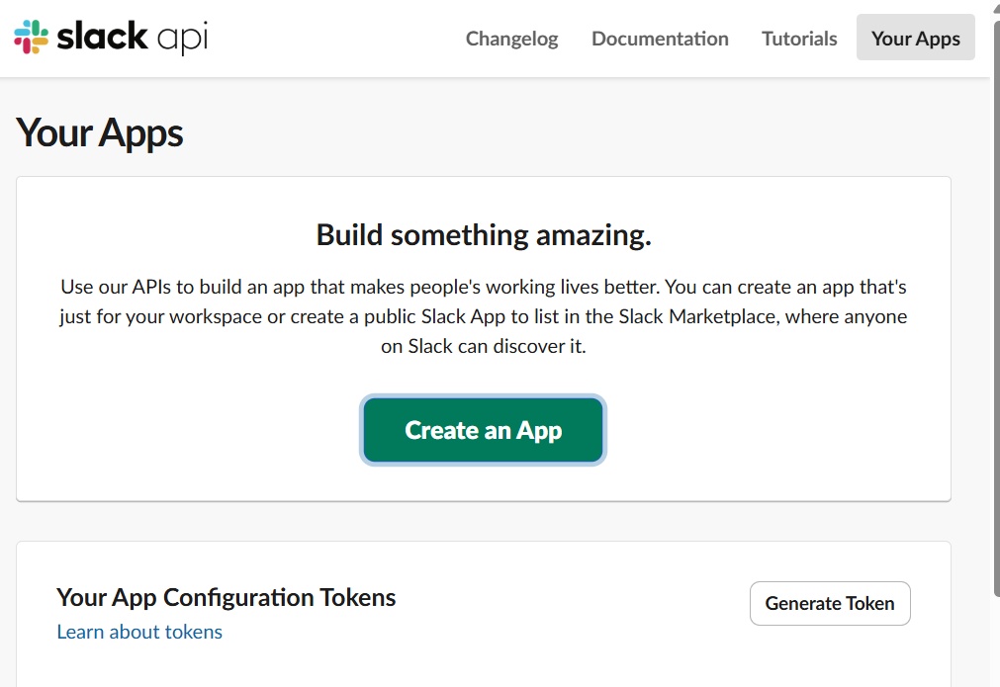 slack api
Changelog
Documentation
Tutorials
Your Apps
Your Apps
Build something amazing.
Use our APIs to build an app that makes people's working lives better. You can create an app that's
just for your workspace or create a public Slack App to list in the Slack Marketplace, where anyone
on Slack can discover it.
Create an App
Your App Configuration Tokens
Generate Token
Learn about tokens